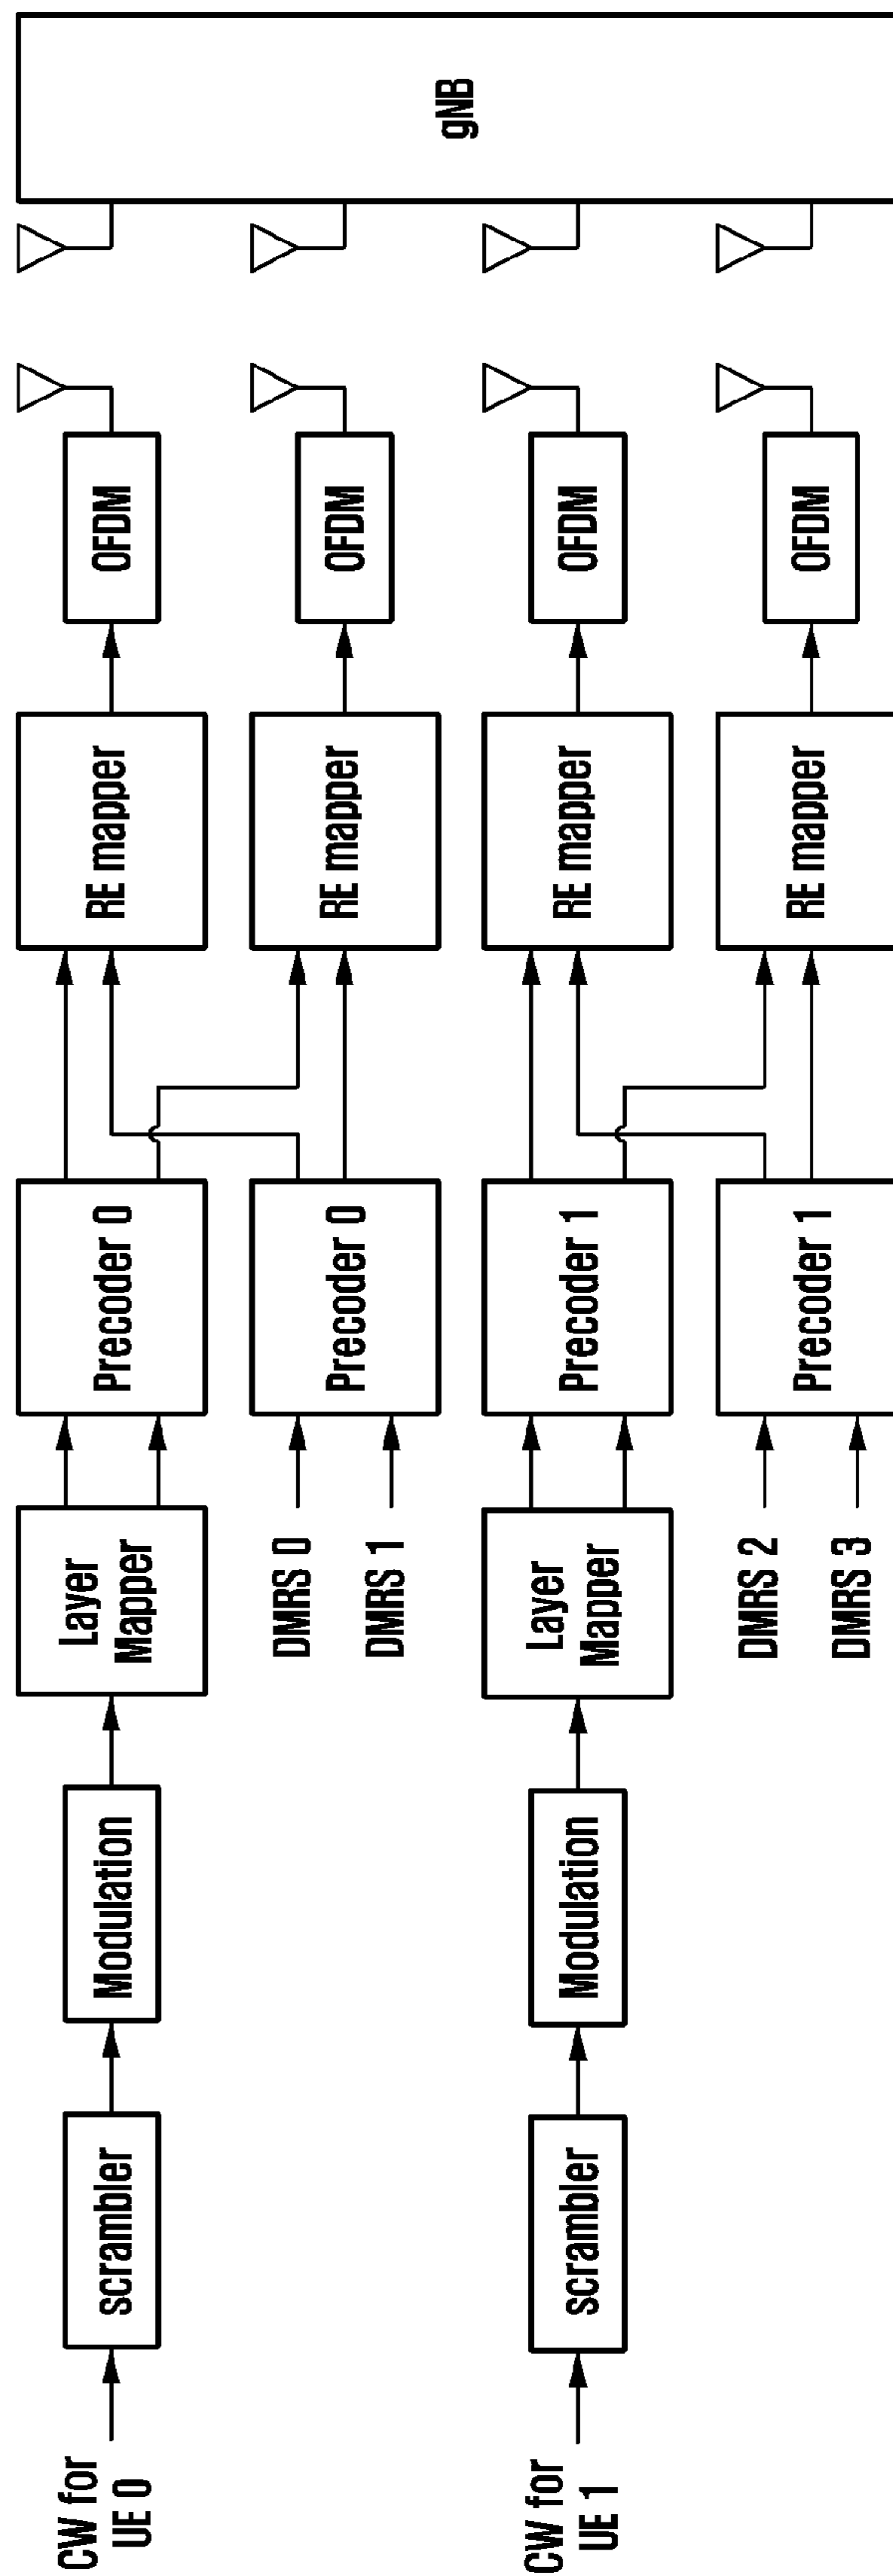 CW for
UE 0
scrambler
Modulation
Layer
Mapper
Precoder 0
RE mapper
OFDM
DMRS 0
DMRS 1
Precoder 0
RE mapper
OFDM
CW for
UE 1
scrambler
Modulation
Layer
Mapper
Precoder 1
RE mapper
OFDM
DMRS 2
DMRS 3
Precoder 1
RE mapper
OFDM
gNB